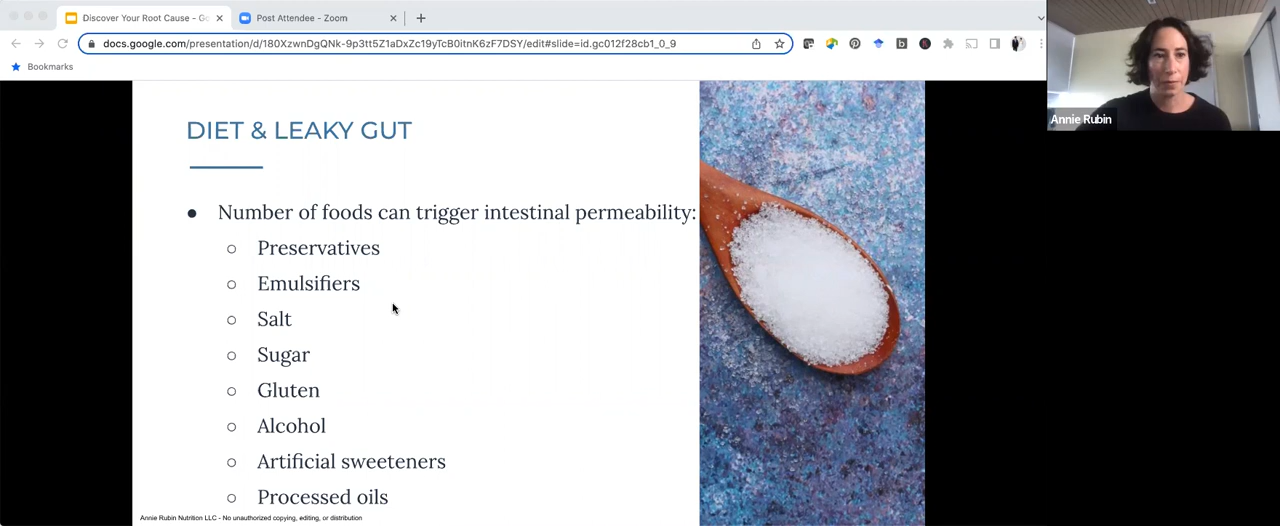 Discover Your Root Cause - Go
Post Attendee - Zoom
docs.google.com/presentation/d/180XzwnDgQNk-9p3tt5Z1aDxZc19yTcB0itnK6zF7DSY/edit#slide=id.gc012f28cb1_0_9
Bookmarks
Annie Rubin
DIET & LEAKY GUT
● Number of foods can trigger intestinal permeability:
○ Preservatives
○ Emulsifiers
○ Salt
○ Sugar
○ Gluten
○ Alcohol
○ Artificial sweeteners
○ Processed oils
Annie Rubin Nutrition LLC - No unauthorized copying, editing, or distribution